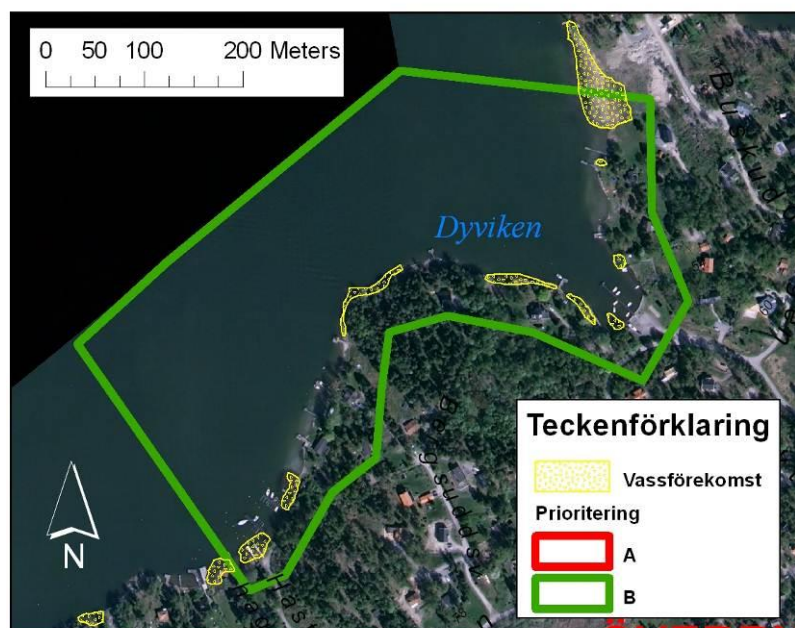 0 50 100 200 Meters
Dyviken
N
Teckenförklaring
Vassförekomst
Prioritering
A
B